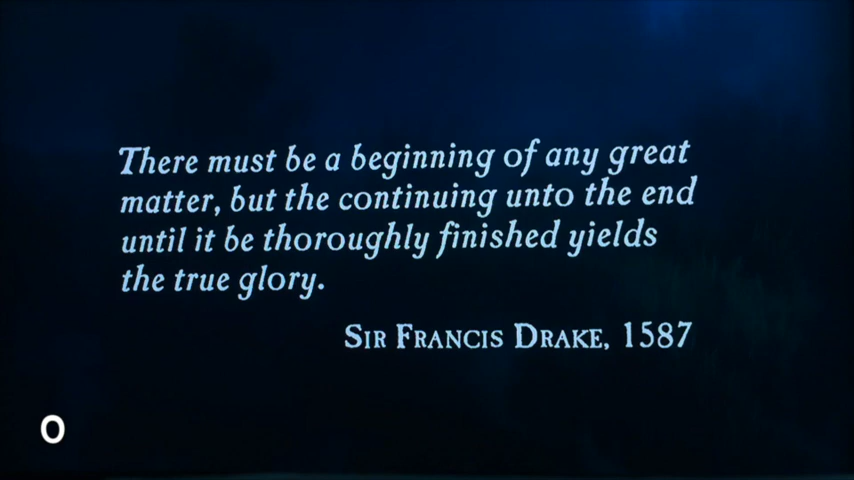 There must be a beginning of any great
matter, but the continuing unto the end
until it be thoroughly finished yields
the true glory.
SIR FRANCIS DRAKE, 1587
O